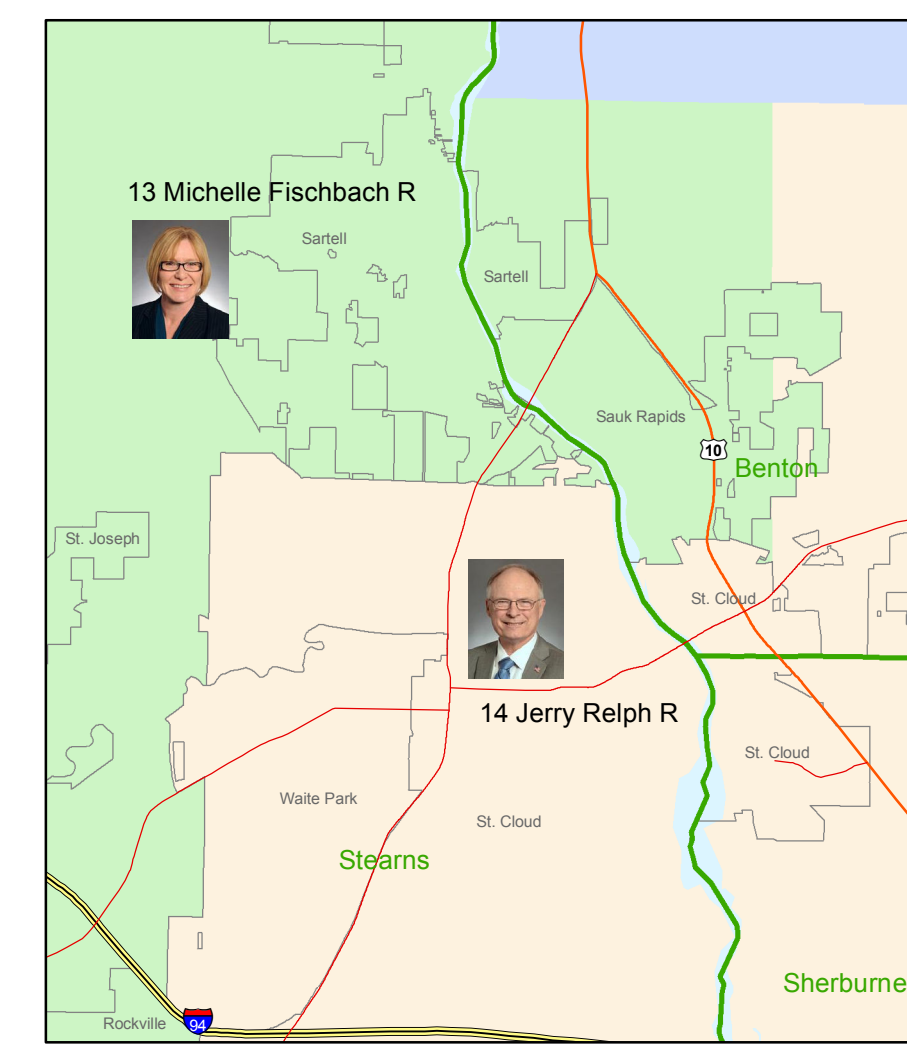 13 Michelle Fischbach R
Sartell
Sartell
Sauk Rapids
10
Benton
St. Joseph
St. Cloud
14 Jerry Relph R
St. Cloud
Waite Park
St. Cloud
Stearns
Sherburne
Rockville
94